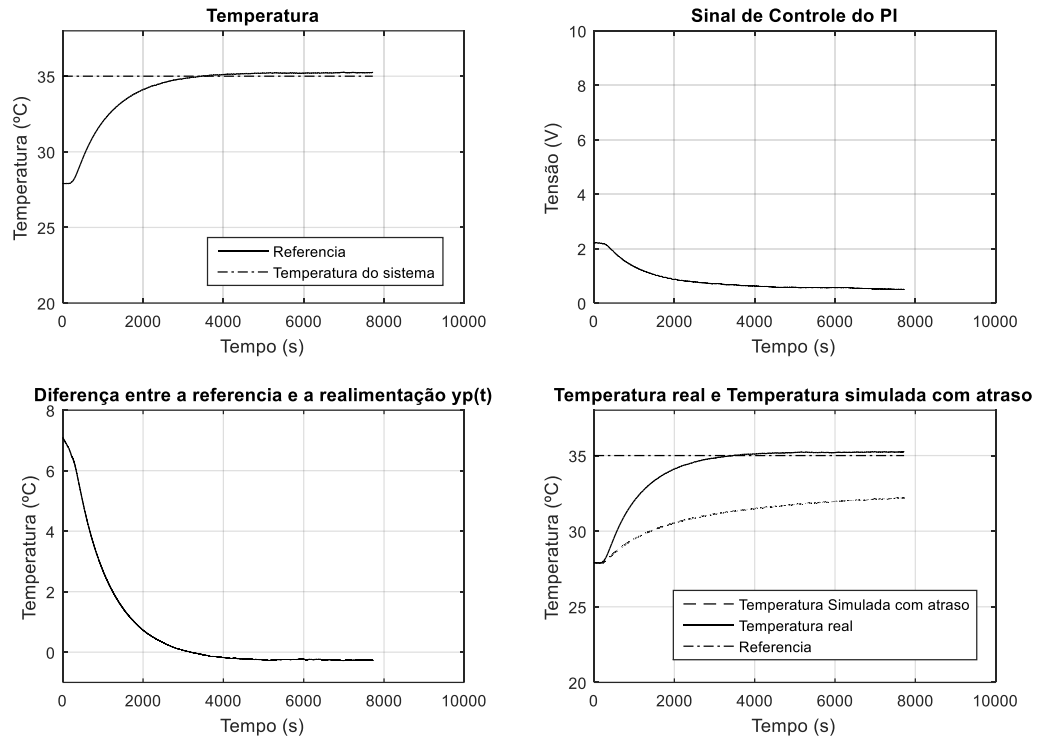 Temperatura
Temperatura (ºC)
35
30
25
20
Referencia
Temperatura do sistema
0 2000 4000 6000 8000 10000
Tempo (s)
Sinal de Controle do PI
Tensão (V)
10
8
6
4
2
0
0 2000 4000 6000 8000 10000
Tempo (s)
Diferença entre a referencia e a realimentação yp(t)
Temperatura (ºC)
8
6
4
2
0
0 2000 4000 6000 8000 10000
Tempo (s)
Temperatura real e Temperatura simulada com atraso
Temperatura (ºC)
35
30
25
20
Temperatura Simulada com atraso
Temperatura real
Referencia
0 2000 4000 6000 8000 10000
Tempo (s)